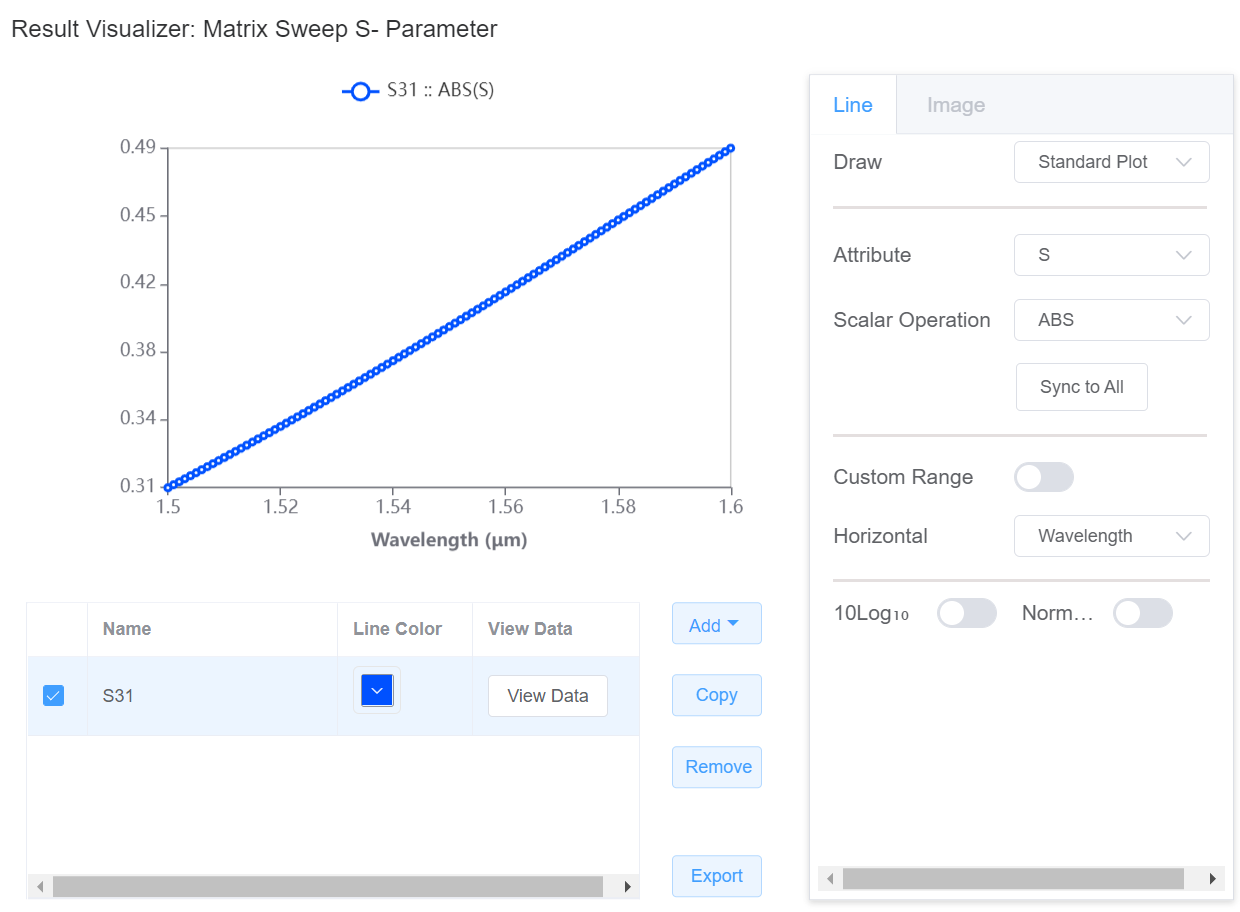 Result Visualizer: Matrix Sweep S- Parameter
S31 :: ABS(S)
0.49
0.45
0.42
0.38
0.34
0.31
1.5 1.52 1.54 1.56 1.58 1.6
Wavelength (μm)
Name Line Color View Data
S31 View Data
Add
Copy
Remove
Export
Line Image
Draw Standard Plot
Attribute S
Scalar Operation ABS
Sync to All
Custom Range
Horizontal Wavelength
10Log₁₀ Norm…